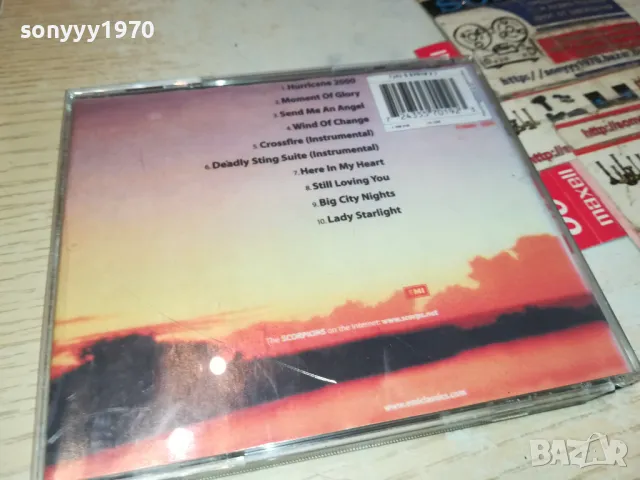 sonyyy1970
1. Hurricane 2000
2. Moment Of Glory
3. Send Me An Angel
4. Wind Of Change
5. Crossfire (Instrumental)
6. Deadly Sting Suite (Instrumental)
7. Here In My Heart
8. Still Loving You
9. Big City Nights
10. Lady Starlight
EMI
The SCORPIONS on the internet: www.scorps.net
www.emiclassics.com
maxell
BAZAR
bg